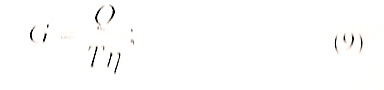 G = Q / Tη ; (9)